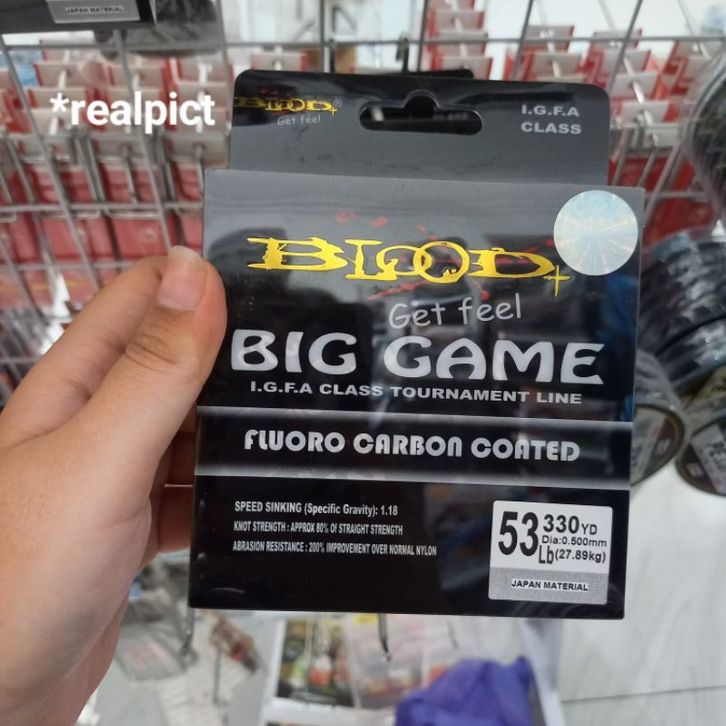 JAPAN MATERIAL
*realpict
BLOOD+®
Get feel
I.G.F.A
CLASS
BLOOD+
Get feel
BIG GAME
I.G.F.A CLASS TOURNAMENT LINE
FLUORO CARBON COATED
SPEED SINKING (Specific Gravity): 1.18
KNOT STRENGTH : APPROX 80% OF STRAIGHT STRENGTH
ABRASION RESISTANCE : 200% IMPROVEMENT OVER NORMAL NYLON
53Lb
330YD
Dia:0.500mm
(27.89kg)
JAPAN MATERIAL